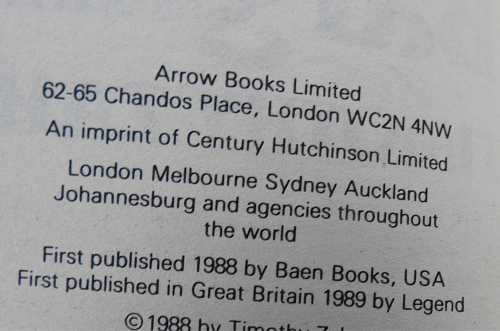 Arrow Books Limited
62-65 Chandos Place, London WC2N 4NW
An imprint of Century Hutchinson Limited
London Melbourne Sydney Auckland
Johannesburg and agencies throughout
the world
First published 1988 by Baen Books, USA
First published in Great Britain 1989 by Legend
© 1988 by Timothy